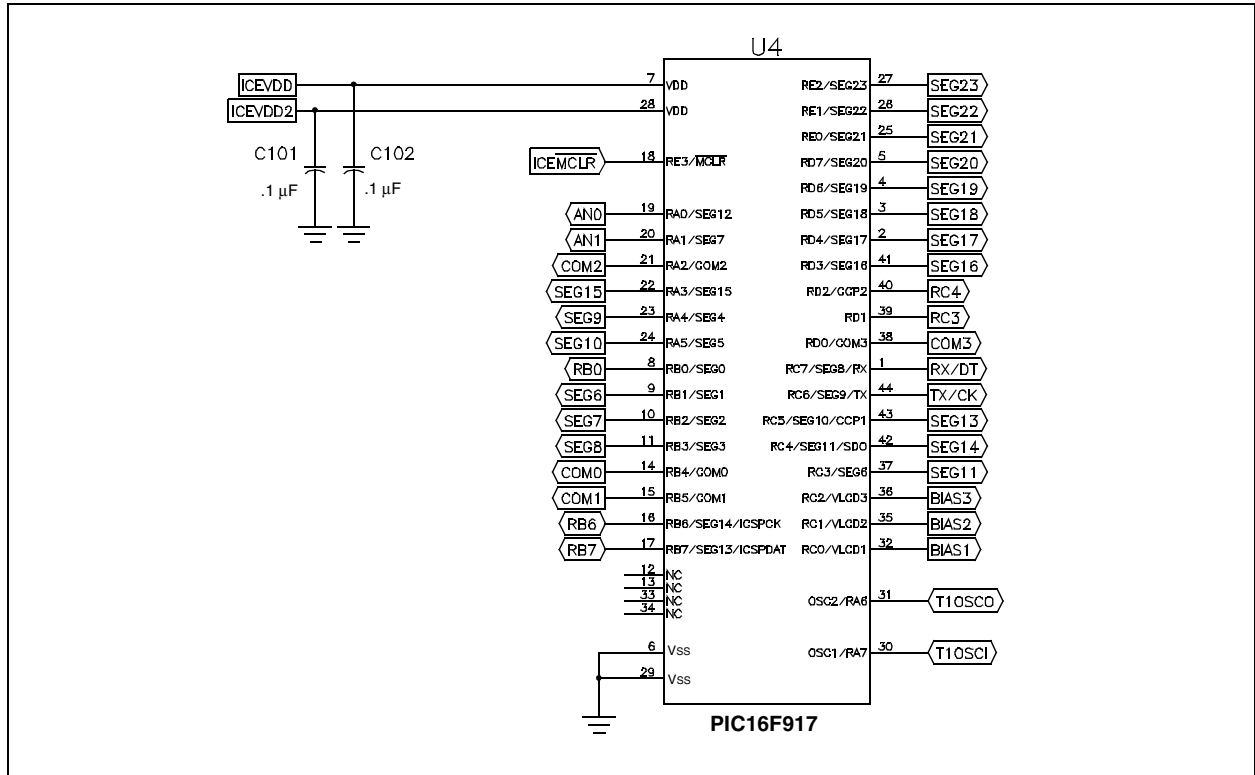 U4
ICEVDD 7 VDD RE2/SEG23 27 SEG23
ICEVDD2 28 VDD RE1/SEG22 26 SEG22
RE0/SEG21 25 SEG21
C101 C102
ICEMCLR 18 RE3/MCLR RD7/SEG20 5 SEG20
.1 µF .1 µF
RD6/SEG19 4 SEG19
AN0 19 RA0/SEG12 RD5/SEG18 3 SEG18
AN1 20 RA1/SEG7 RD4/SEG17 2 SEG17
COM2 21 RA2/COM2 RD3/SEG16 41 SEG16
SEG15 22 RA3/SEG15 RD2/CCP2 40 RC4
SEG9 23 RA4/SEG4 RD1 39 RC3
SEG10 24 RA5/SEG5 RD0/COM3 38 COM3
RB0 8 RB0/SEG0 RC7/SEG8/RX 1 RX/DT
SEG6 9 RB1/SEG1 RC6/SEG9/TX 44 TX/CK
SEG7 10 RB2/SEG2 RC5/SEG10/CCP1 43 SEG13
SEG8 11 RB3/SEG3 RC4/SEG11/SDO 42 SEG14
COM0 14 RB4/COM0 RC3/SEG6 37 SEG11
COM1 15 RB5/COM1 RC2/VLCD3 36 BIAS3
RB6 16 RB6/SEG14/ICSPCK RC1/VLCD2 35 BIAS2
RB7 17 RB7/SEG13/ICSPDAT RC0/VLCD1 32 BIAS1
12 NC
13 NC
33 NC OSC2/RA6 31 T1OSCO
34 NC
6 Vss OSC1/RA7 30 T1OSCI
29 Vss
PIC16F917